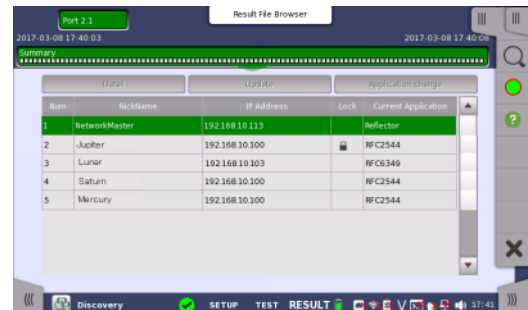 Port 2:1
Result File Browser
2017-03-08 17:40:03
2017-03-08 17:40:08
Summary
Detail Update Application change
Num NickName IP Address Lock Current Application
1 NetworkMaster 192.168.10.113 Reflector
2 Jupiter 192.168.10.100 RFC2544
3 Lunar 192.168.10.103 RFC6349
4 Saturn 192.168.10.100 RFC2544
5 Mercury 192.168.10.100 RFC2544
Discovery SETUP TEST RESULT 17:41